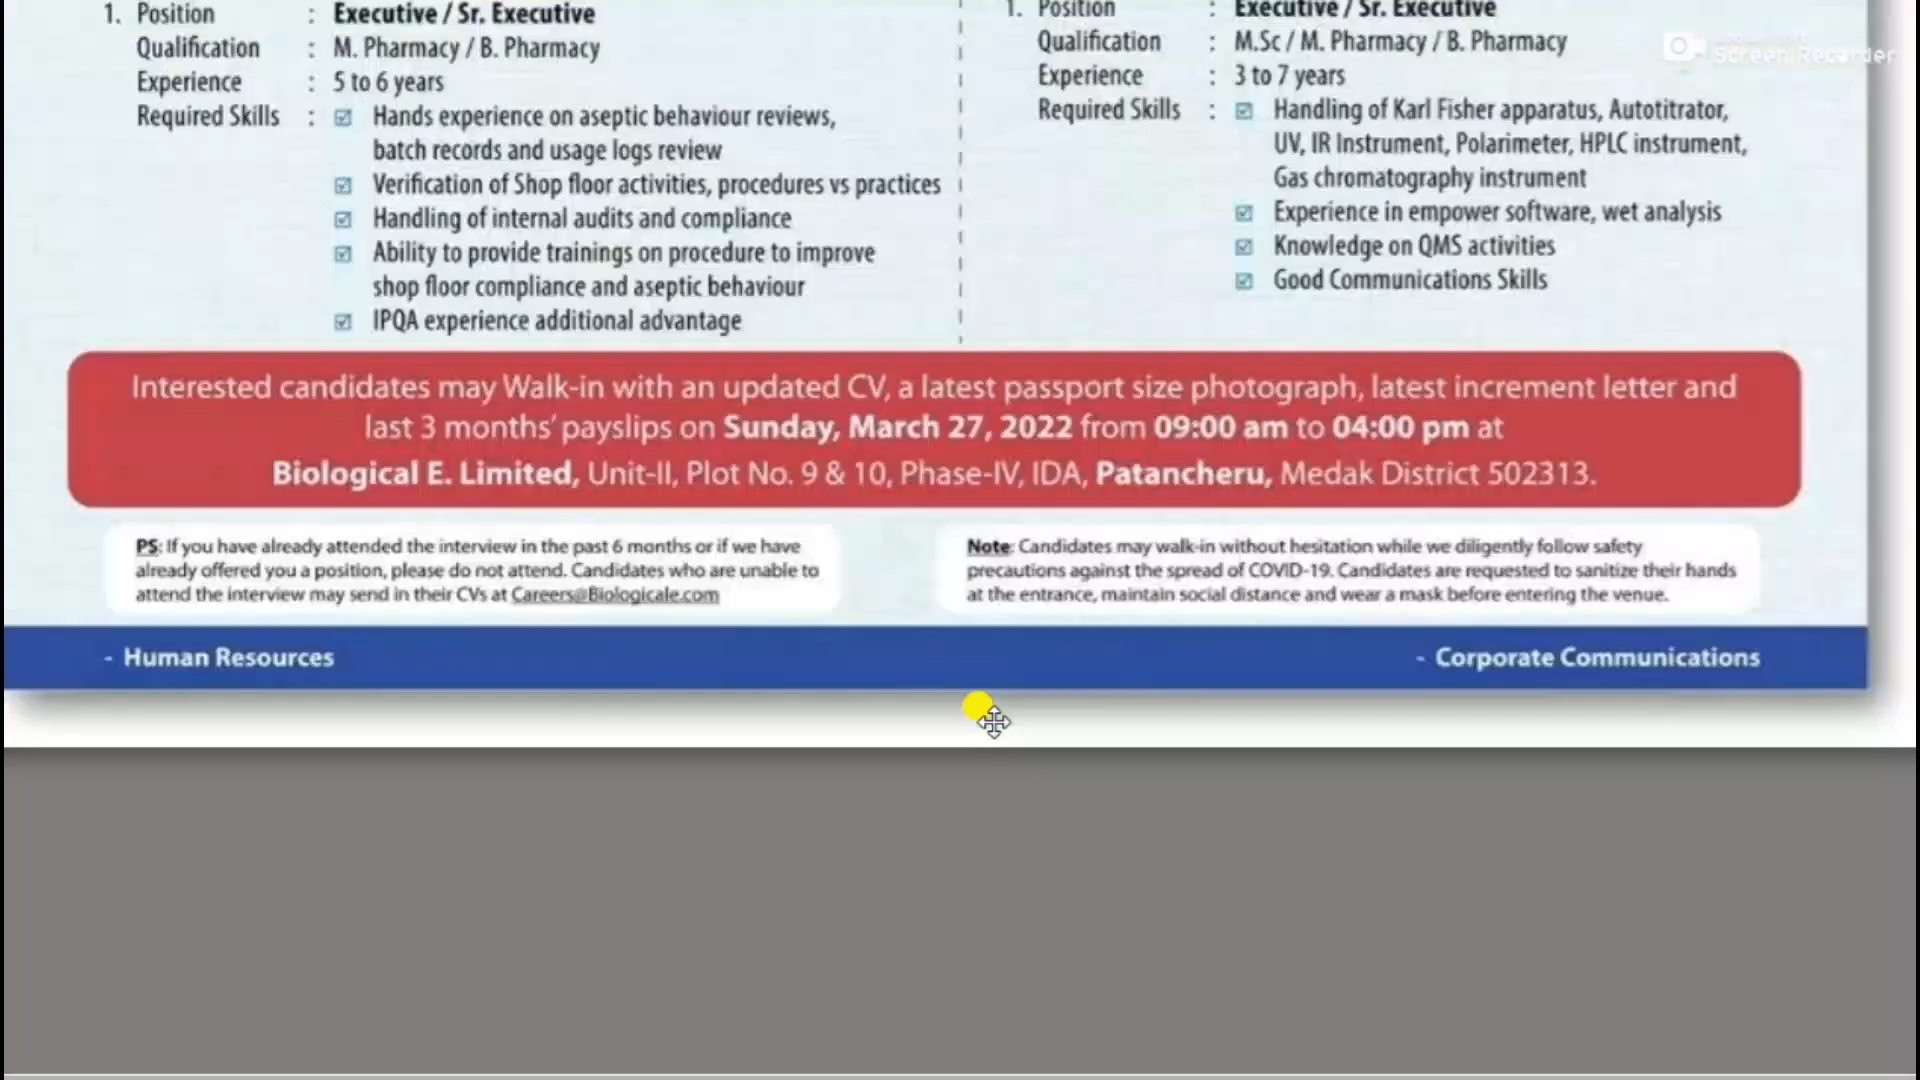 1. Position : Executive / Sr. Executive
Qualification : M. Pharmacy / B. Pharmacy
Experience : 5 to 6 years
Required Skills : Hands experience on aseptic behaviour reviews,
batch records and usage logs review
Verification of Shop floor activities, procedures vs practices
Handling of internal audits and compliance
Ability to provide trainings on procedure to improve
shop floor compliance and aseptic behaviour
IPQA experience additional advantage
1. Position : Executive / Sr. Executive
Qualification : M.Sc / M. Pharmacy / B. Pharmacy
Experience : 3 to 7 years
Required Skills : Handling of Karl Fisher apparatus, Autotitrator,
UV, IR Instrument, Polarimeter, HPLC instrument,
Gas chromatography instrument
Experience in empower software, wet analysis
Knowledge on QMS activities
Good Communications Skills
Screen Recorder
Interested candidates may Walk-in with an updated CV, a latest passport size photograph, latest increment letter and
last 3 months' payslips on Sunday, March 27, 2022 from 09:00 am to 04:00 pm at
Biological E. Limited, Unit-II, Plot No. 9 & 10, Phase-IV, IDA, Patancheru, Medak District 502313.
PS: If you have already attended the interview in the past 6 months or if we have
already offered you a position, please do not attend. Candidates who are unable to
attend the interview may send in their CVs at Careers@Biologicale.com
Note: Candidates may walk-in without hesitation while we diligently follow safety
precautions against the spread of COVID-19. Candidates are requested to sanitize their hands
at the entrance, maintain social distance and wear a mask before entering the venue.
- Human Resources
- Corporate Communications